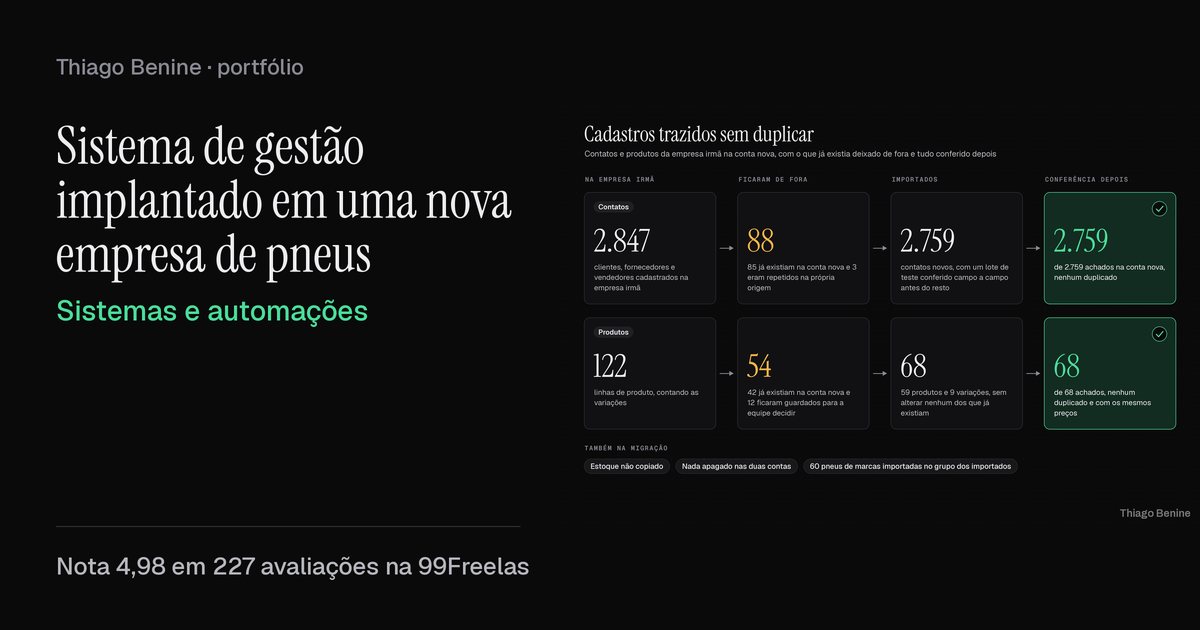 Thiago Benine · portfólio
Sistema de gestão
implantado em uma nova
empresa de pneus
Sistemas e automações
Nota 4,98 em 227 avaliações na 99Freelas
Cadastros trazidos sem duplicar
Contatos e produtos da empresa irmã na conta nova, com o que já existia deixado de fora e tudo conferido depois
NA EMPRESA IRMÃ
FICARAM DE FORA
IMPORTADOS
CONFERÊNCIA DEPOIS
Contatos
2.847
clientes, fornecedores e
vendedores cadastrados na
empresa irmã
88
85 já existiam na conta nova e 3
eram repetidos na própria
origem
2.759
contatos novos, com um lote de
teste conferido campo a campo
antes do resto
2.759
de 2.759 achados na conta nova,
nenhum duplicado
Produtos
122
linhas de produto, contando as
variações
54
42 já existiam na conta nova e
12 ficaram guardados para a
equipe decidir
68
59 produtos e 9 variações, sem
alterar nenhum dos que já
existiam
68
de 68 achados, nenhum
duplicado e com os mesmos
preços
TAMBÉM NA MIGRAÇÃO
Estoque não copiado
Nada apagado nas duas contas
60 pneus de marcas importadas no grupo dos importados
Thiago Benine